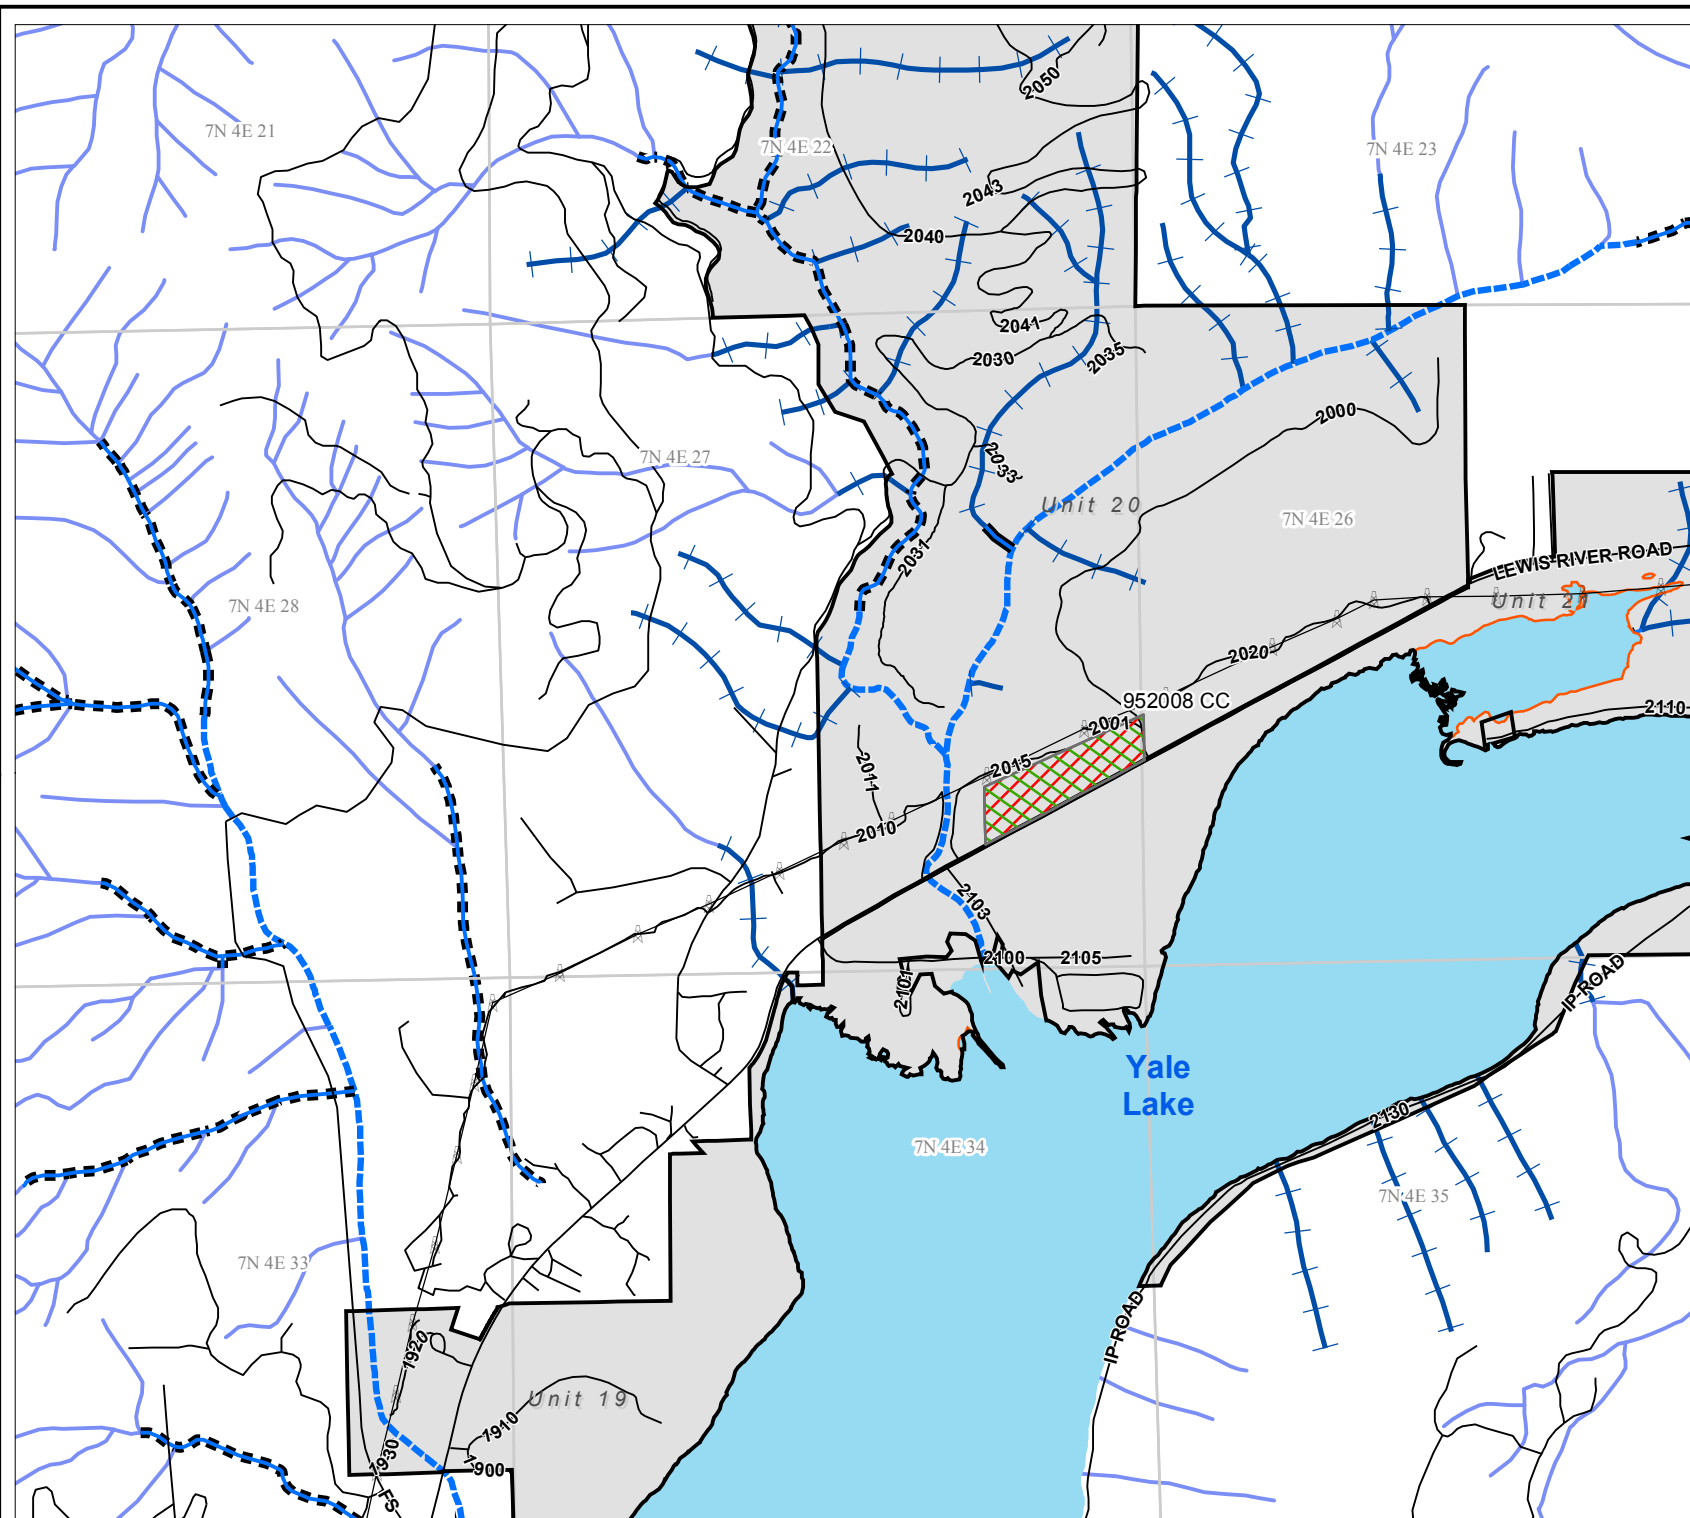 2050
7N 4E 21
7N 4E 22
7N 4E 23
2043
2040
2041
2030
2035
2000
7N 4E 27
2033
Unit 20
7N 4E 26
2031
LEWIS RIVER ROAD
7N 4E 28
Unit 21
2020
952008 CC
2001
2110
2015
2011
2010
2103
2100
2105
2101
IP-ROAD
Yale
Lake
2130
7N 4E 34
7N 4E 35
7N 4E 33
IP-ROAD
1920
Unit 19
1910
1930
1900
FS